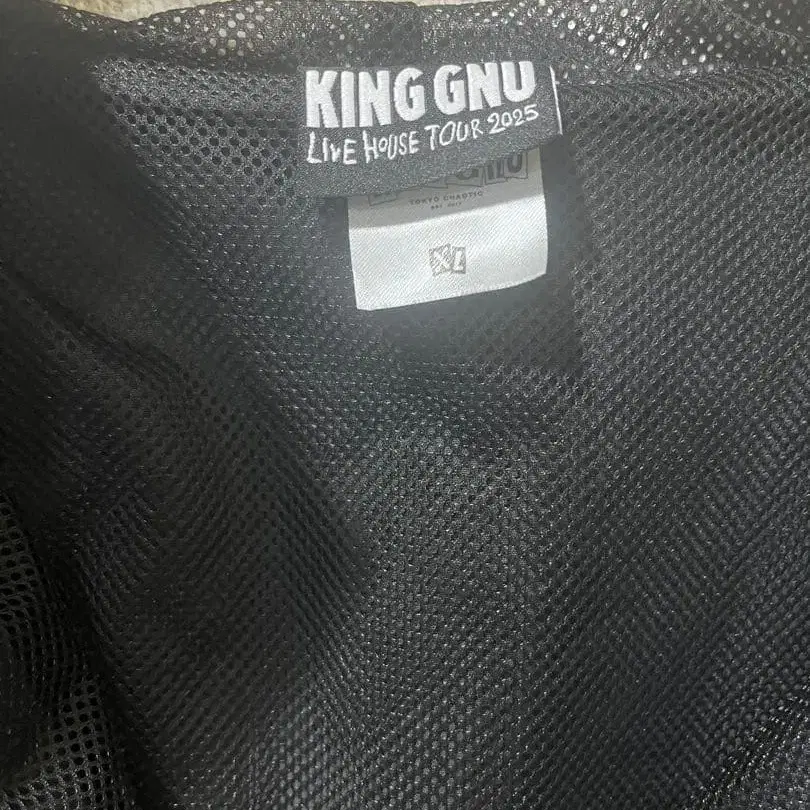 KING GNU
LIVE HOUSE TOUR 2025
TOKYO CHAOTIC
XL